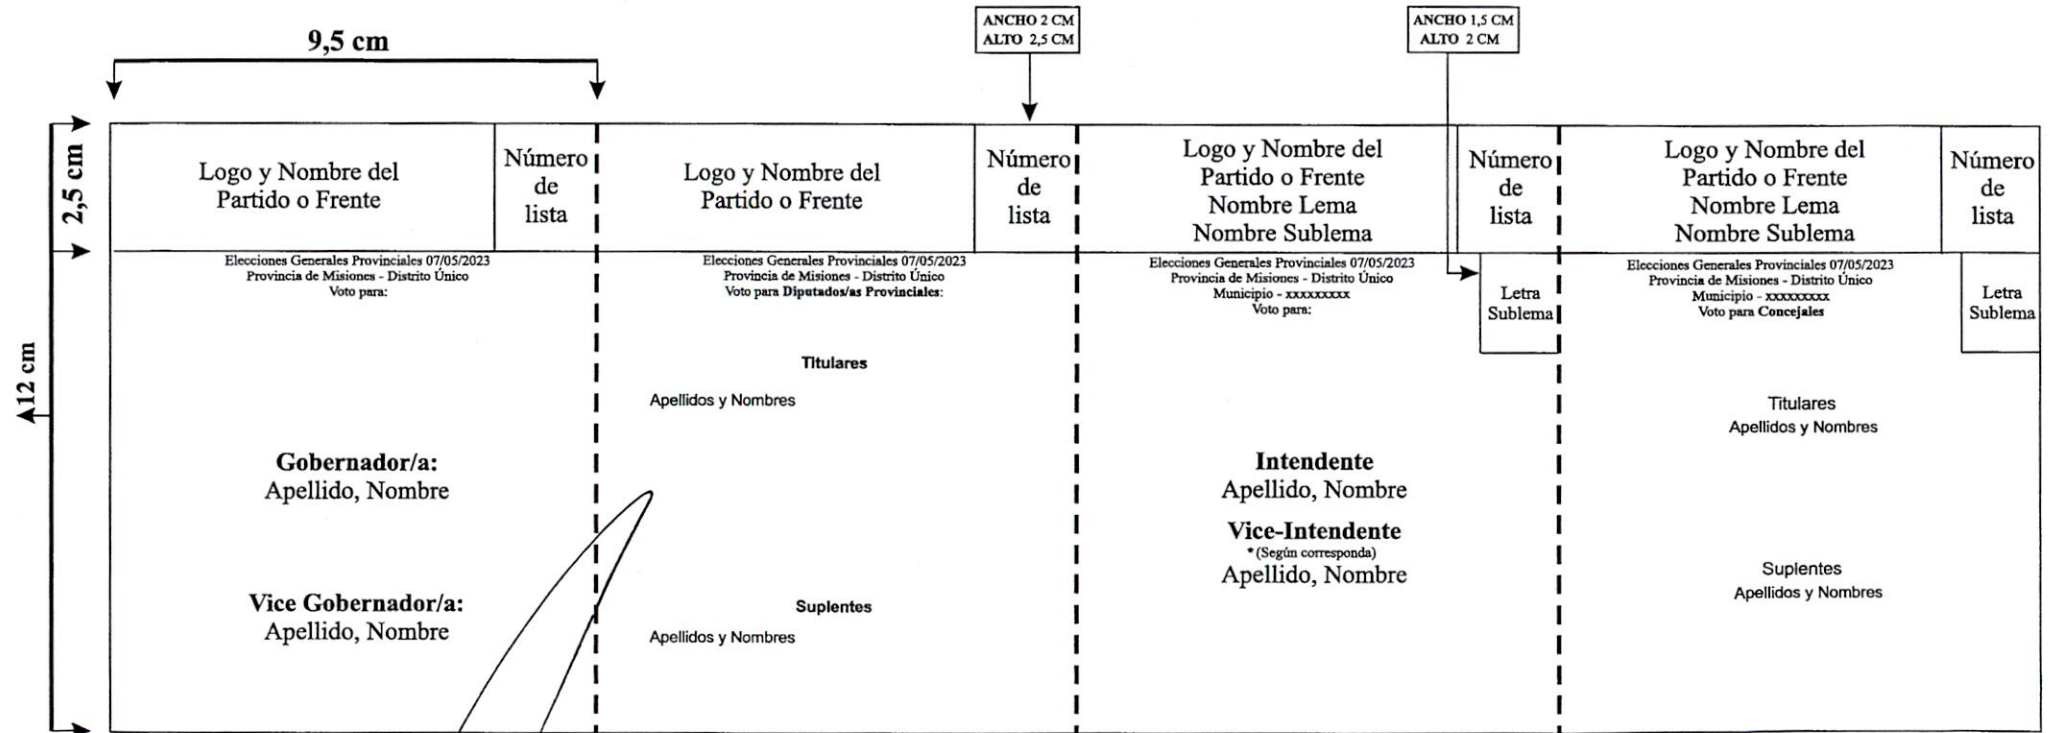 9,5 cm
ANCHO 2 CM
ALTO 2,5 CM
ANCHO 1,5 CM
ALTO 2 CM
2,5 cm
12 cm
Logo y Nombre del
Partido o Frente
Número
de
lista
Elecciones Generales Provinciales 07/05/2023
Provincia de Misiones - Distrito Único
Voto para:
Gobernador/a:
Apellido, Nombre
Vice Gobernador/a:
Apellido, Nombre
Logo y Nombre del
Partido o Frente
Número
de
lista
Elecciones Generales Provinciales 07/05/2023
Provincia de Misiones - Distrito Único
Voto para Diputados/as Provinciales:
Titulares
Apellidos y Nombres
Suplentes
Apellidos y Nombres
Logo y Nombre del
Partido o Frente
Nombre Lema
Nombre Sublema
Número
de
lista
Elecciones Generales Provinciales 07/05/2023
Provincia de Misiones - Distrito Único
Municipio - xxxxxxxxx
Voto para:
Letra
Sublema
Intendente
Apellido, Nombre
Vice-Intendente
*(Según corresponda)
Apellido, Nombre
Logo y Nombre del
Partido o Frente
Nombre Lema
Nombre Sublema
Número
de
lista
Elecciones Generales Provinciales 07/05/2023
Provincia de Misiones - Distrito Único
Municipio - xxxxxxxxx
Voto para Concejales
Letra
Sublema
Titulares
Apellidos y Nombres
Suplentes
Apellidos y Nombres